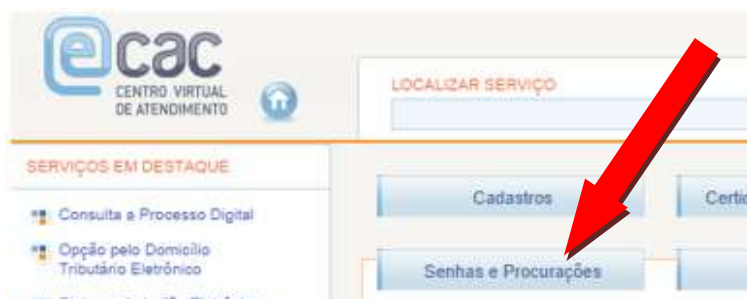 ecac
CENTRO VIRTUAL
DE ATENDIMENTO
LOCALIZAR SERVIÇO
SERVIÇOS EM DESTAQUE
Consulta a Processo Digital
Opção pelo Domicílio
Tributário Eletrônico
Cadastros
Certi
Senhas e Procurações